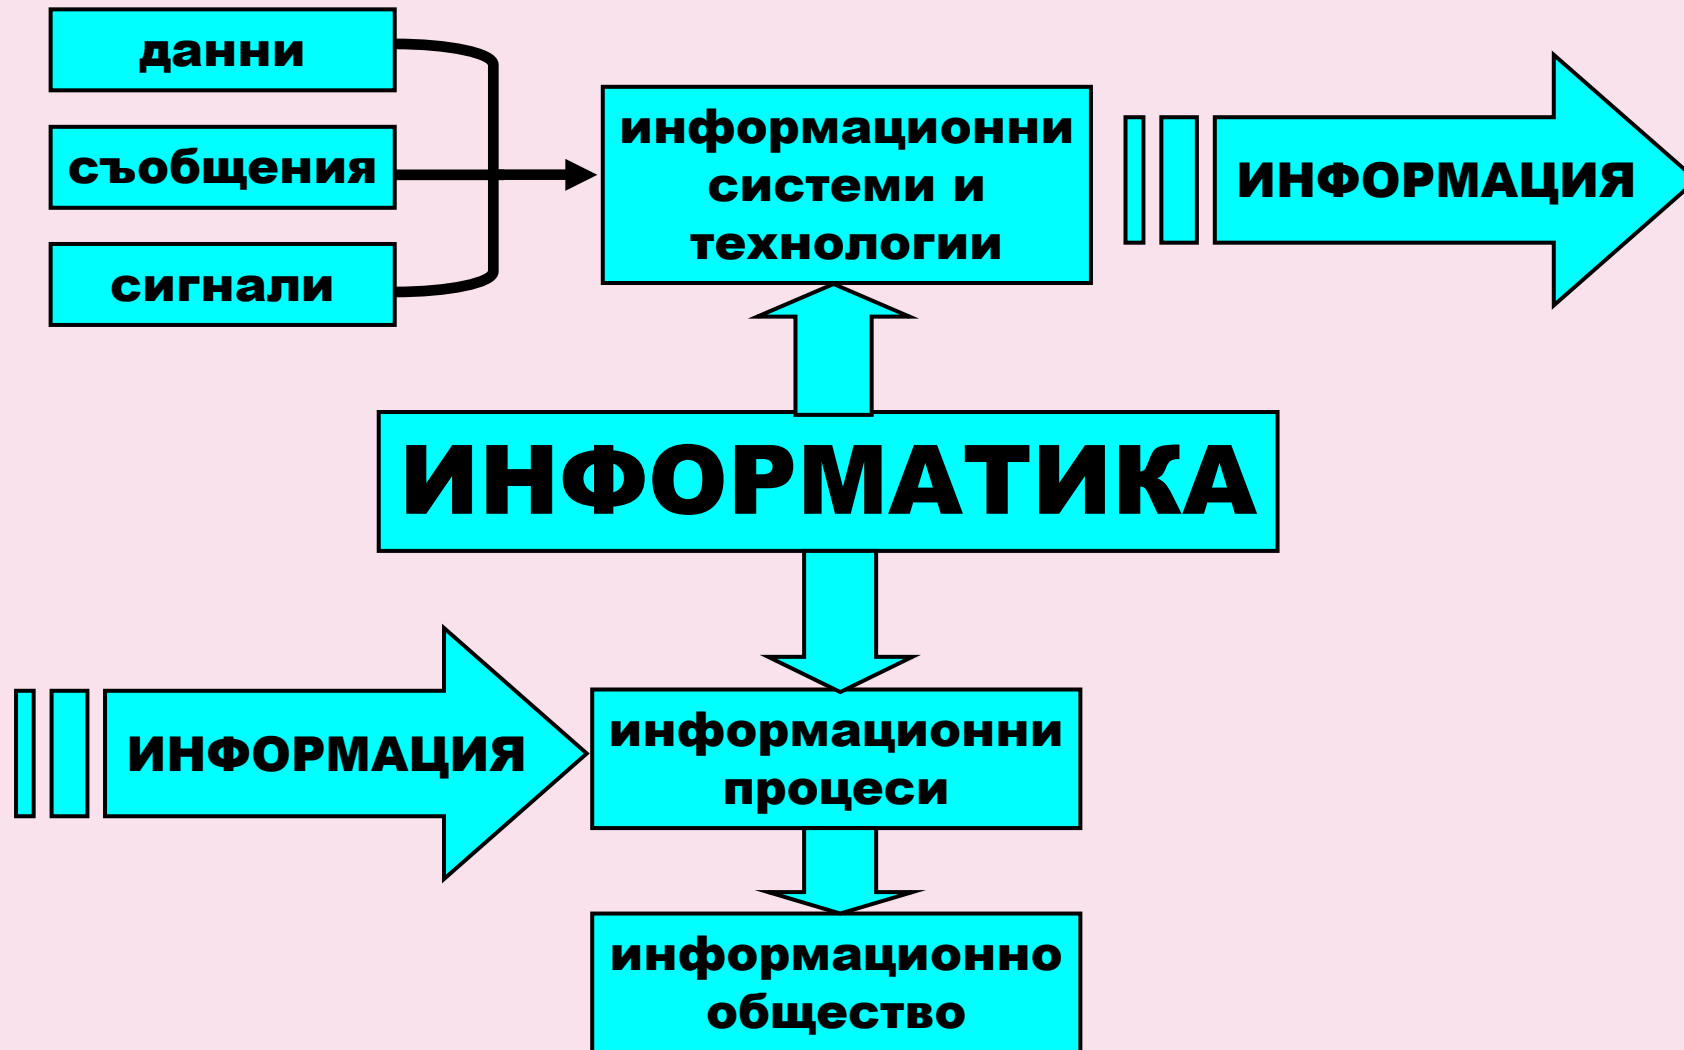 данни
съобщения
сигнали
информационни
системи и
технологии
ИНФОРМАЦИЯ
ИНФОРМАТИКА
ИНФОРМАЦИЯ
информационни
процеси
информационно
общество